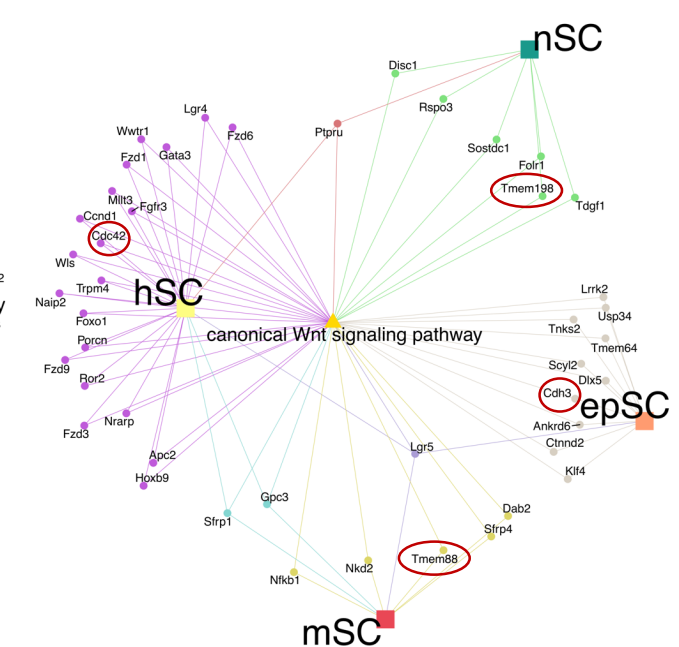 nSC
Disc1
Rspo3
Lgr4
Wwtr1
Fzd6
Ptpru
Gata3
Sostdc1
Fzd1
Folr1
Tmem198
Mllt3
Fgfr3
Tdgf1
Ccnd1
Cdc42
Wls
2
Trpm4
hSC
Lrrk2
Naip2
y
Usp34
Foxo1
Tnks2
canonical Wnt signaling pathway
Porcn
Tmem64
Fzd9
Scyl2
Ror2
Dlx5
Cdh3
epSC
Nrarp
Ankrd6
Fzd3
Ctnnd2
Lgr5
Apc2
Klf4
Hoxb9
Gpc3
Dab2
Sfrp1
Sfrp4
Tmem88
Nkd2
Nfkb1
mSC